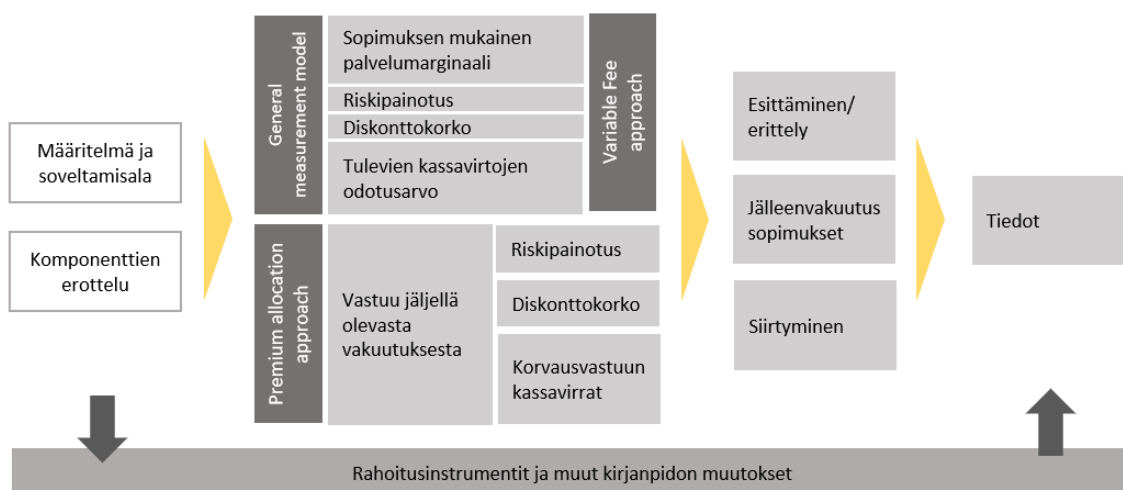 Määritelmä ja
soveltamisala
Komponenttien
erottelu
General
measurement model
Sopimuksen mukainen
palvelumarginaali
Riskipainotus
Diskonttokorko
Tulevien kassavirtojen
odotusarvo
Variable Fee
approach
Premium allocation
approach
Vastuu jäljellä
olevasta
vakuutuksesta
Riskipainotus
Diskonttokorko
Korvausvastuun
kassavirrat
Esittäminen/
erittely
Jälleenvakuutus
sopimukset
Siirtyminen
Tiedot
Rahoitusinstrumentit ja muut kirjanpidon muutokset